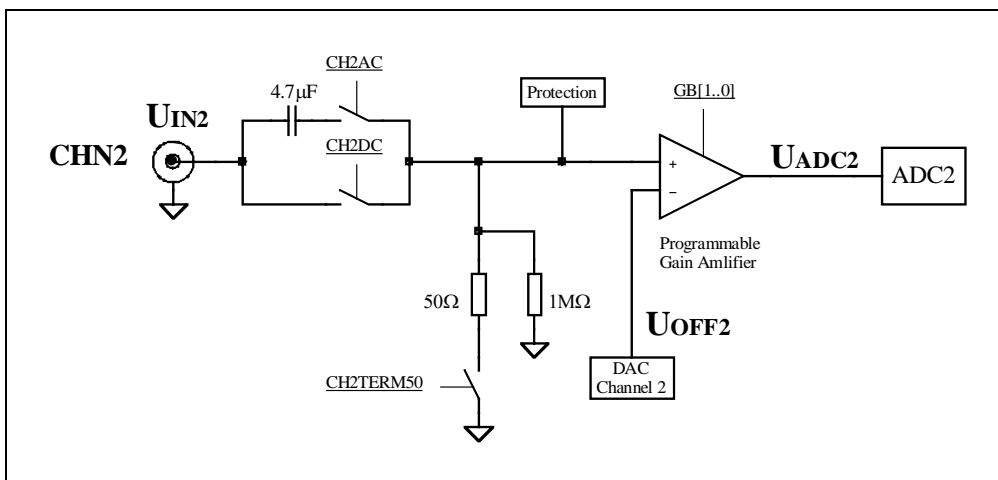 CH2AC
4.7µF
UIN2
CHN2
CH2DC
Protection
GB[1..0]
+
−
UADC2
ADC2
Programmable
Gain Amlifier
50Ω
1MΩ
UOFF2
DAC
Channel 2
CH2TERM50